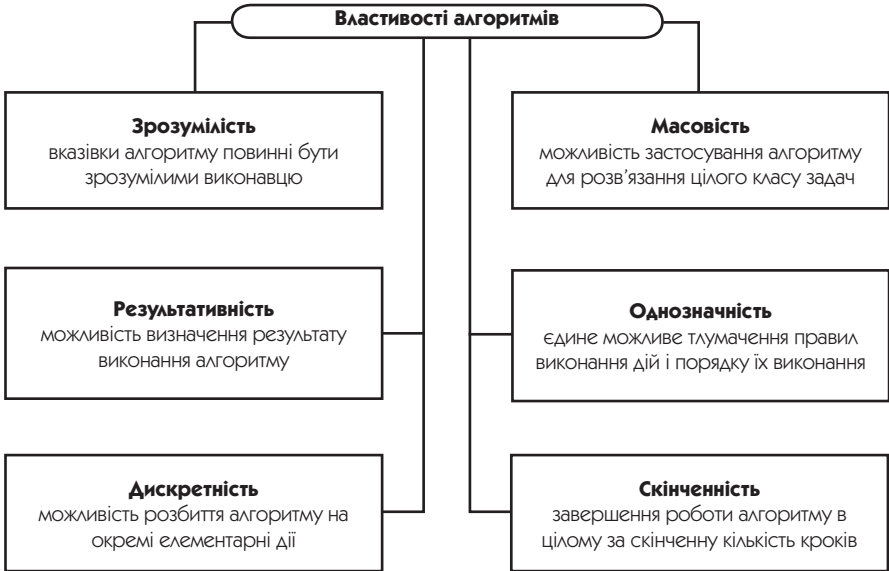 Властивості алгоритмів
Зрозумілість
вказівки алгоритму повинні бути
зрозумілими виконавцю
Масовість
можливість застосування алгоритму
для розв’язання цілого класу задач
Результативність
можливість визначення результату
виконання алгоритму
Однозначність
єдине можливе тлумачення правил
виконання дій і порядку їх виконання
Дискретність
можливість розбиття алгоритму на
окремі елементарні дії
Скінченність
завершення роботи алгоритму в
цілому за скінченну кількість кроків